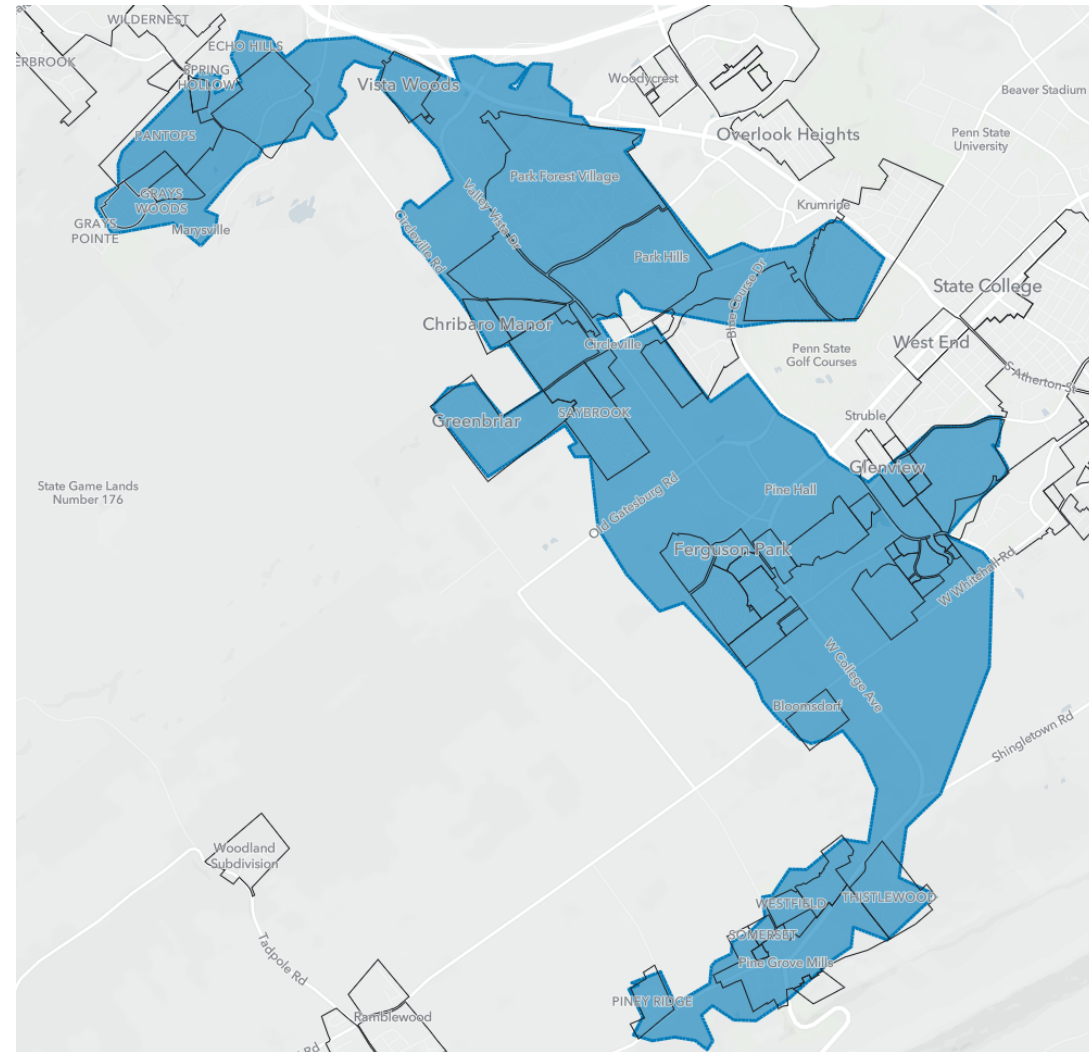 WILDERNEST
ERBROOK
ECHO HILLS
SPRING
HOLLOW
Vista Woods
Woodycrest
Beaver Stadium
PANTOPS
Overlook Heights
Penn State
University
Park Forest Village
GRAYS
WOODS
GRAYS
POINTE
Marysville
Krumrine
Valley Vista Dr
Circleville Rd
Park Hills
Blue Course Dr
State College
Chribaro Manor
Circleville
Penn State
Golf Courses
West End
S Atherton St
Greenbriar
SAYBROOK
Struble
Glenview
State Game Lands
Number 176
Old Gatesburg Rd
Pine Hall
Ferguson Park
W Whitehall Rd
W College Ave
Bloomsdorf
Shingletown Rd
Woodland
Subdivision
Tadpole Rd
WESTFIELD
THISTLEWOOD
SOMERSET
Pine Grove Mills
PINEY RIDGE
Ramblewood
Rd